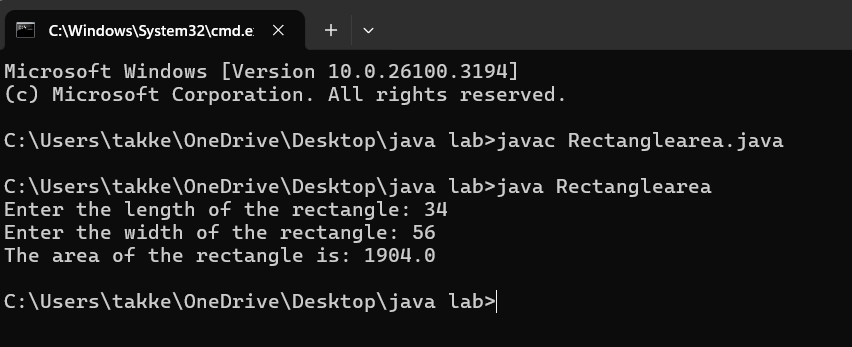 C:\Windows\System32\cmd.e
Microsoft Windows [Version 10.0.26100.3194]
(c) Microsoft Corporation. All rights reserved.
C:\Users\takke\OneDrive\Desktop\java lab>javac Rectanglearea.java
C:\Users\takke\OneDrive\Desktop\java lab>java Rectanglearea
Enter the length of the rectangle: 34
Enter the width of the rectangle: 56
The area of the rectangle is: 1904.0
C:\Users\takke\OneDrive\Desktop\java lab>